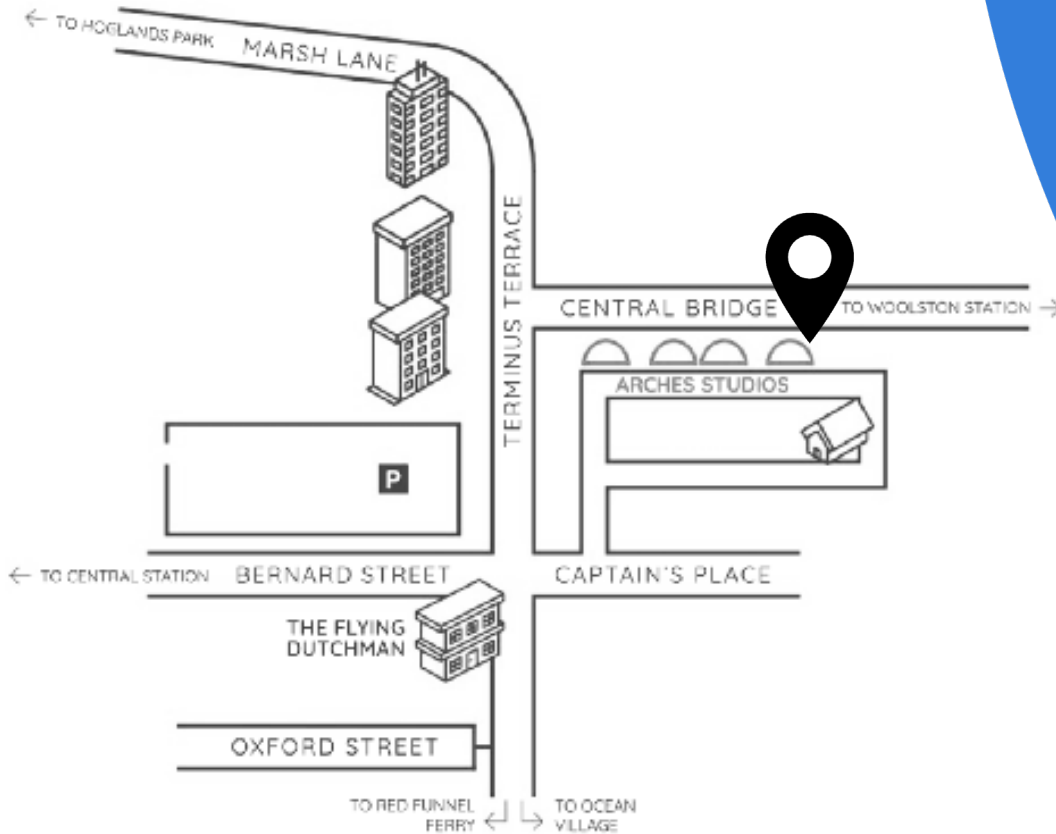 ← TO HOGLANDS PARK
MARSH LANE
TERMINUS TERRACE
CENTRAL BRIDGE
TO WOOLSTON STATION →
ARCHES STUDIOS
P
← TO CENTRAL STATION
BERNARD STREET
CAPTAIN'S PLACE
THE FLYING
DUTCHMAN
OXFORD STREET
TO RED FUNNEL
FERRY
TO OCEAN
VILLAGE